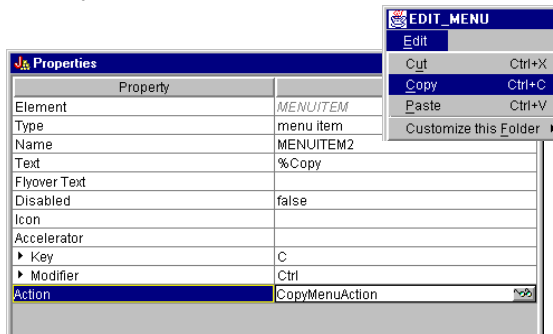 EDIT_MENU
Edit
Cut Ctrl+X
Copy Ctrl+C
Paste Ctrl+V
Customize this Folder
Properties
Property
Element MENUITEM
Type menu item
Name MENUITEM2
Text %Copy
Flyover Text
Disabled false
Icon
Accelerator
Key C
Modifier Ctrl
Action CopyMenuAction